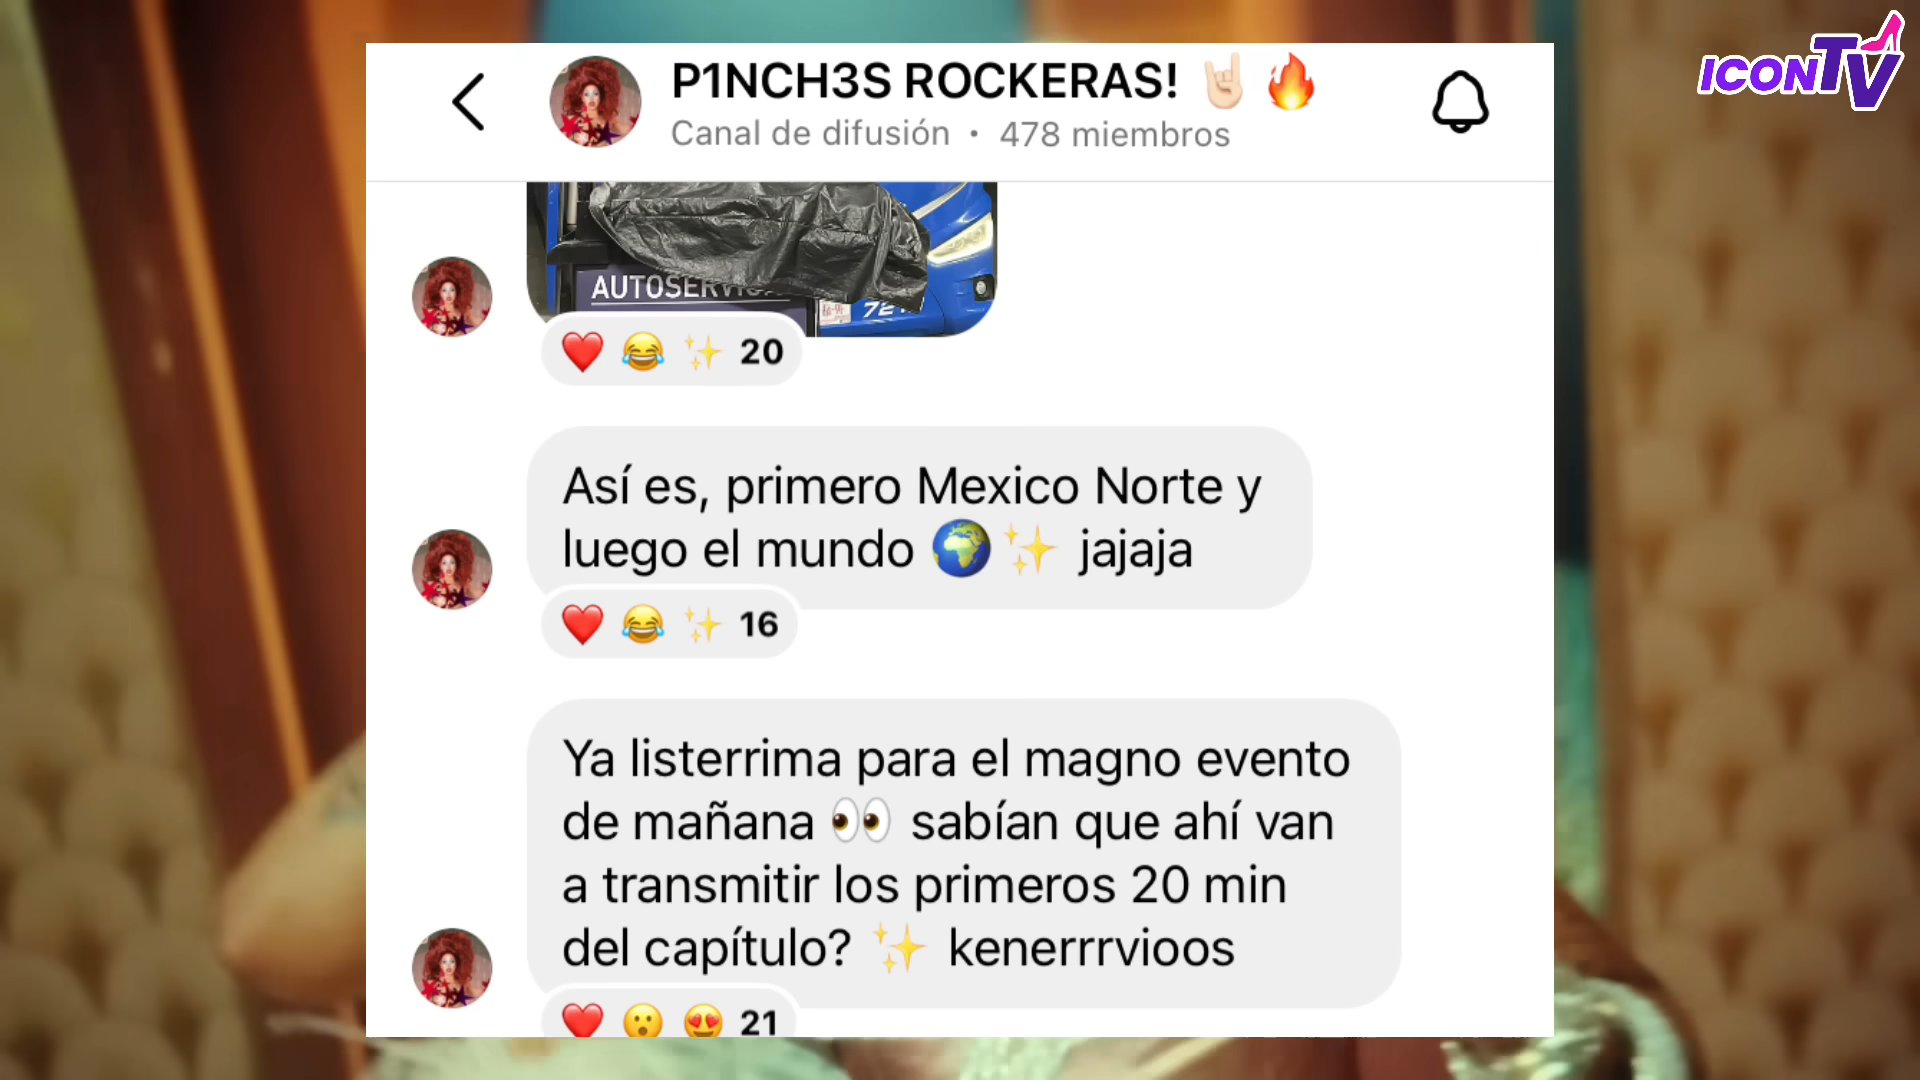 ICONTV
P1NCH3S ROCKERAS! 🤘🏻 🔥
Canal de difusión • 478 miembros
AUTOSERVIC
❤️ 😂 ✨ 20
Así es, primero Mexico Norte y
luego el mundo 🌍✨ jajaja
❤️ 😂 ✨ 16
Ya listerrima para el magno evento
de mañana 👀 sabían que ahí van
a transmitir los primeros 20 min
del capítulo? ✨ kenerrrvioos
❤️ 😮 😍 21